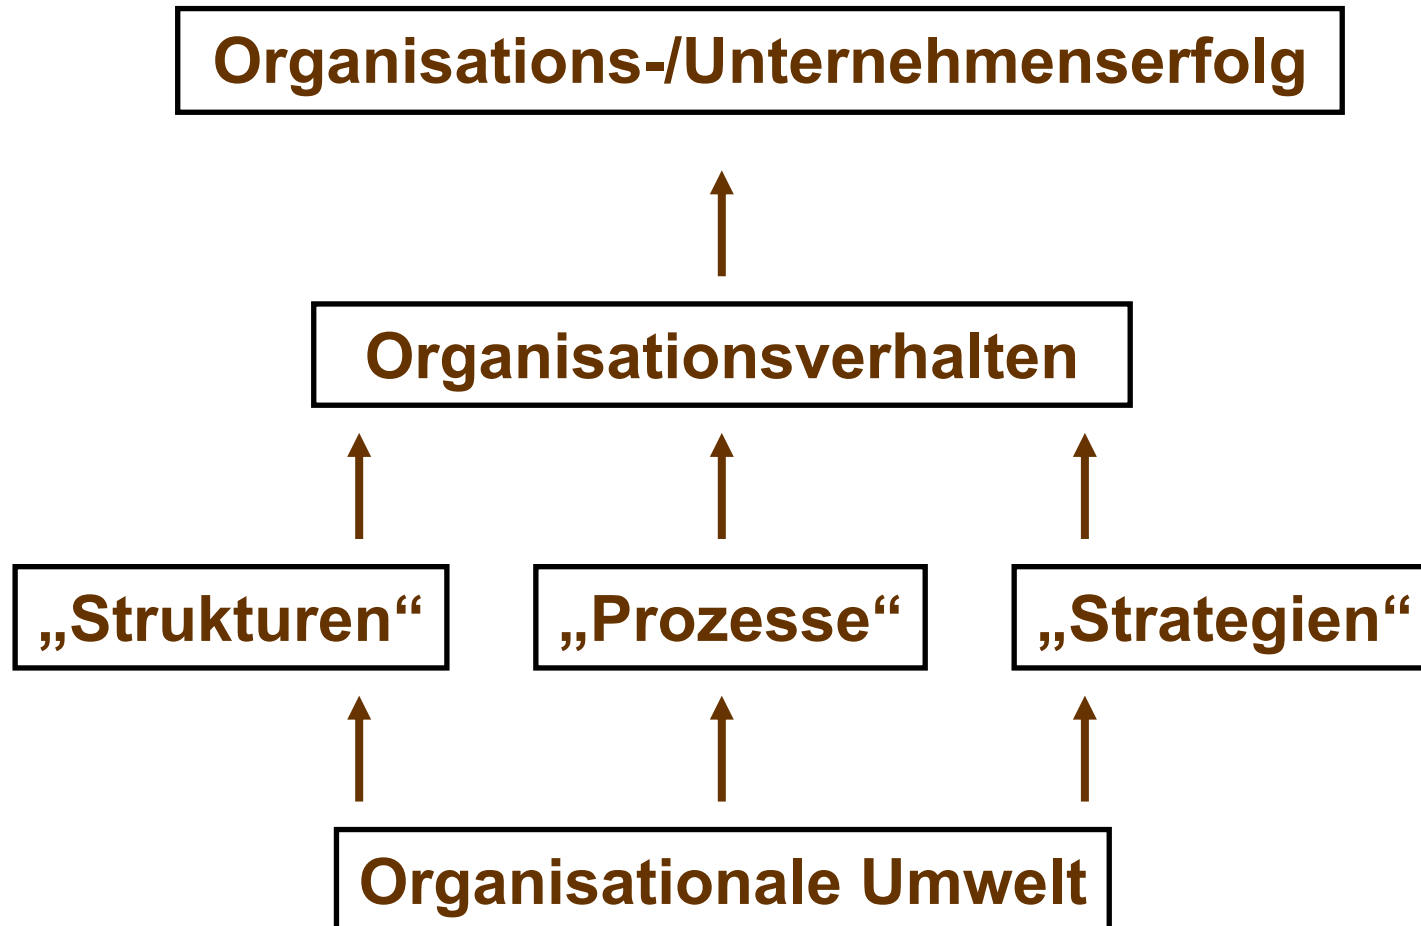 Organisations-/Unternehmenserfolg
Organisationsverhalten
„Strukturen“
„Prozesse“
„Strategien“
Organisationale Umwelt